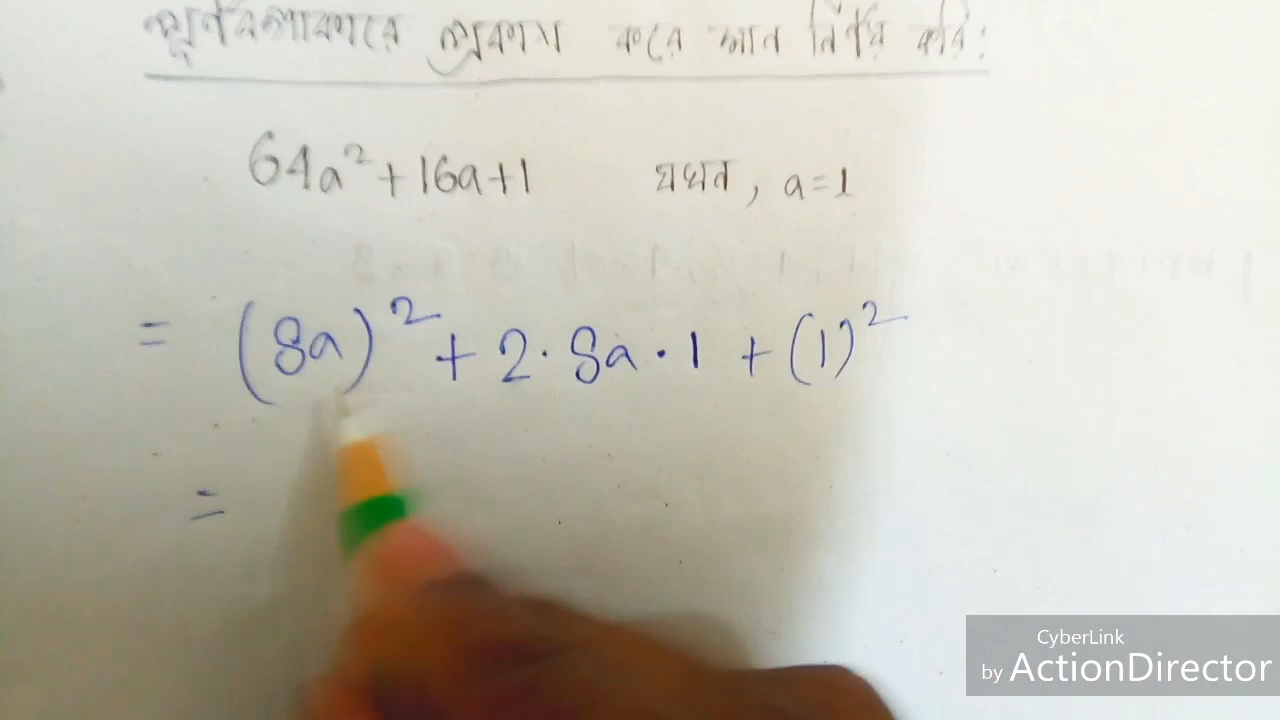 পূর্ণবর্গাকারে প্রকাশ করে মান নির্ণয় করি:
64a² + 16a + 1 যখন, a = 1
= (8a)² + 2 · 8a · 1 + (1)²
=
CyberLink
by ActionDirector